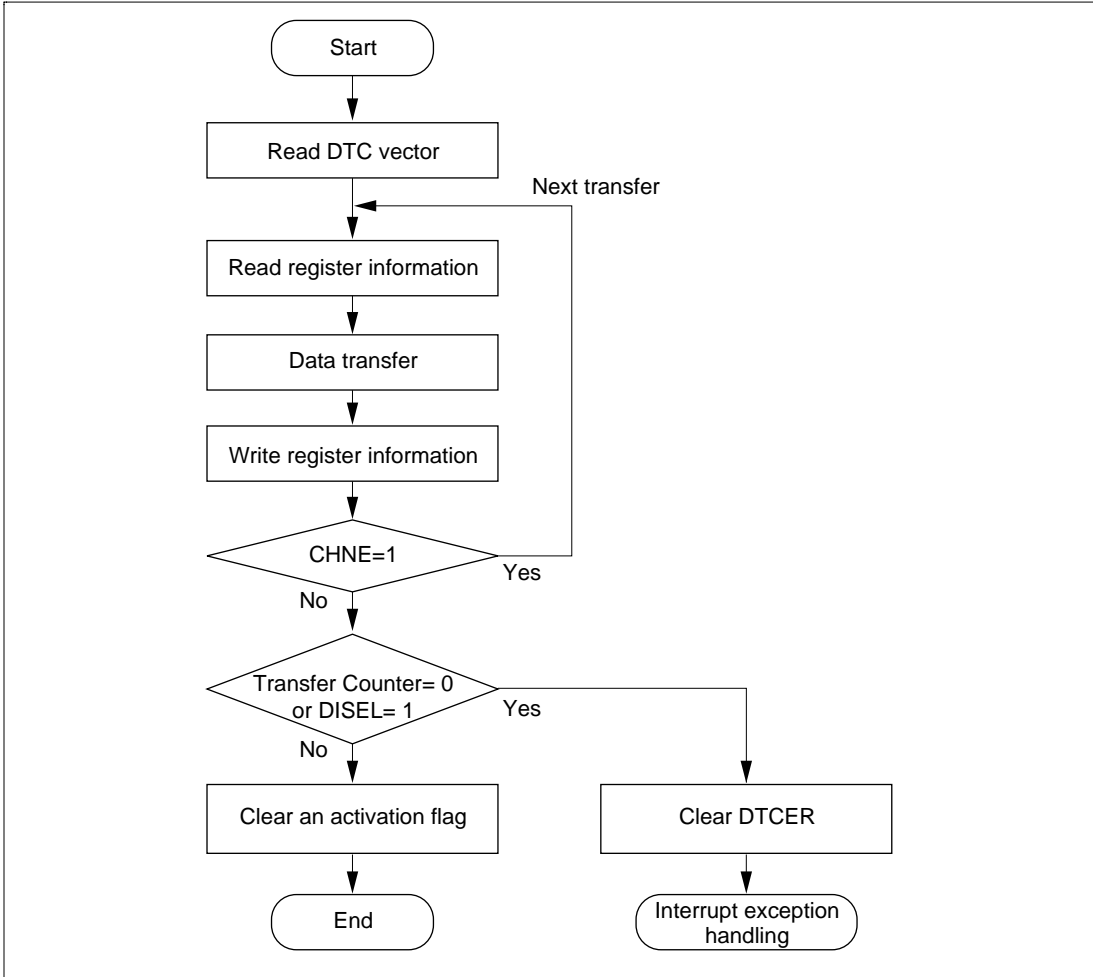 Start
Read DTC vector
Next transfer
Read register information
Data transfer
Write register information
CHNE=1
Yes
No
Transfer Counter= 0
or DISEL= 1
Yes
No
Clear an activation flag
Clear DTCER
End
Interrupt exception
handling